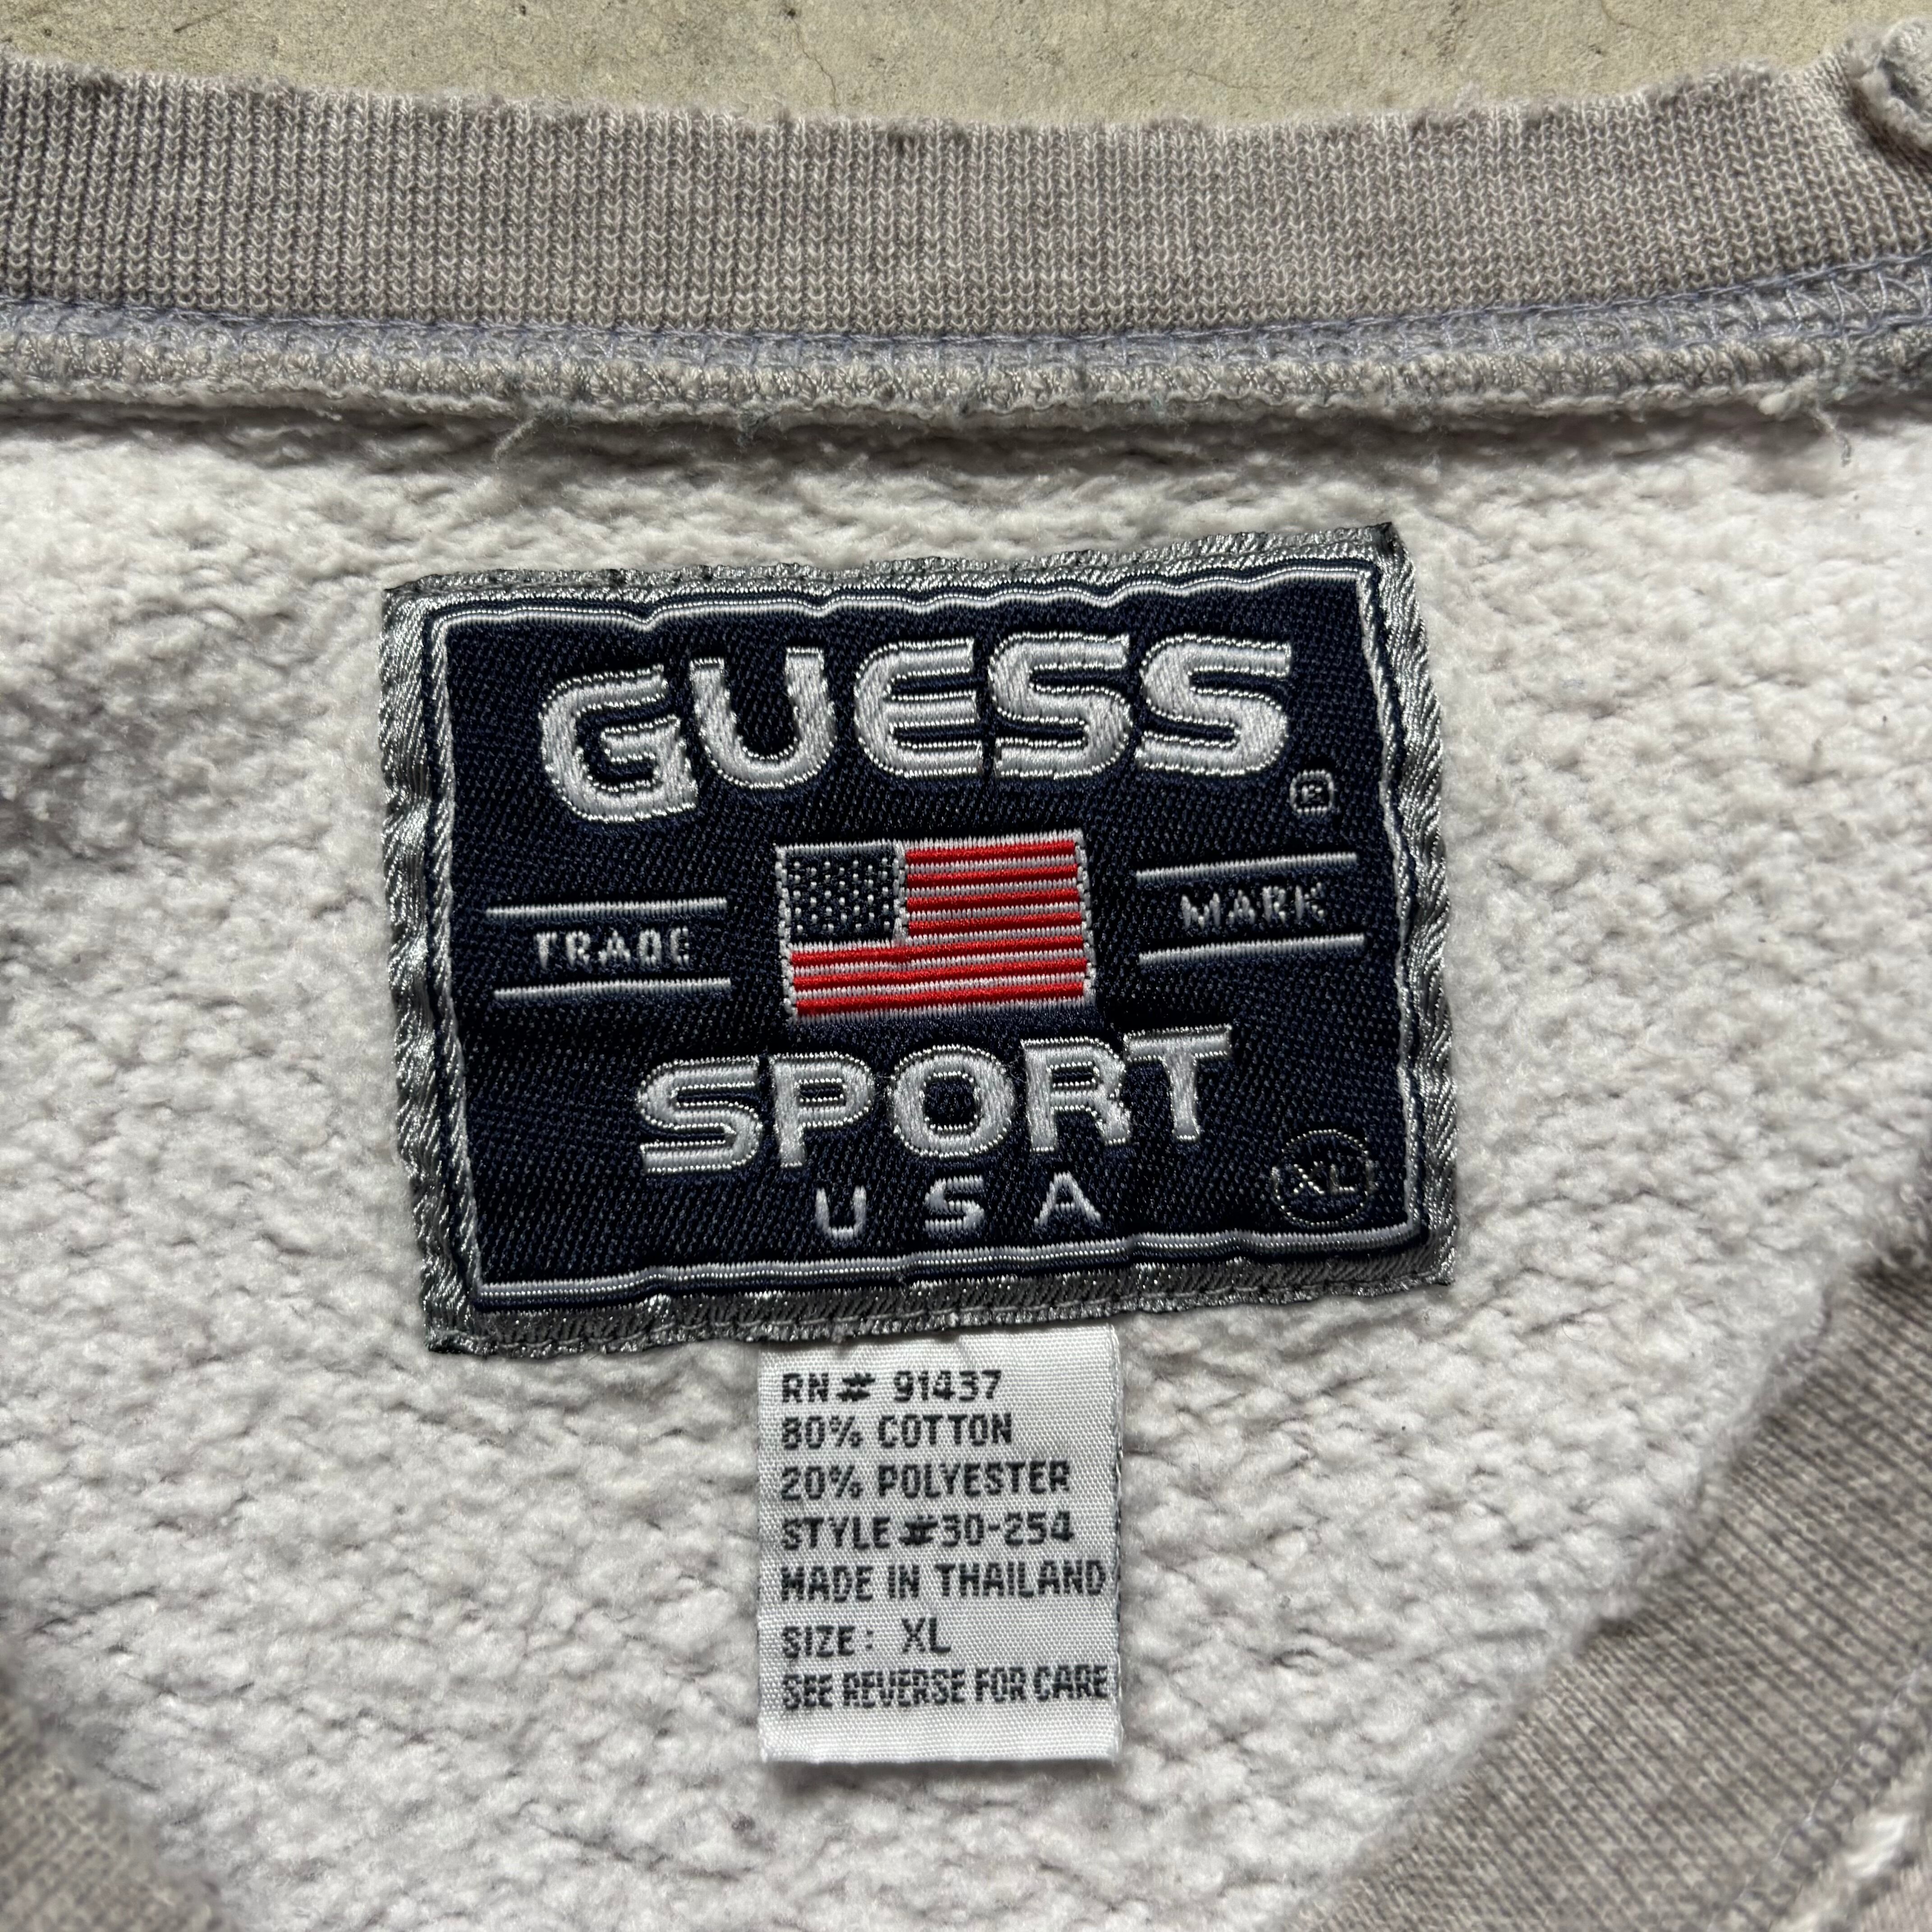 GUESS
®
TRADE MARK
SPORT
USA
XL
RN# 91437
80% COTTON
20% POLYESTER
STYLE #30-254
MADE IN THAILAND
SIZE: XL
SEE REVERSE FOR CARE